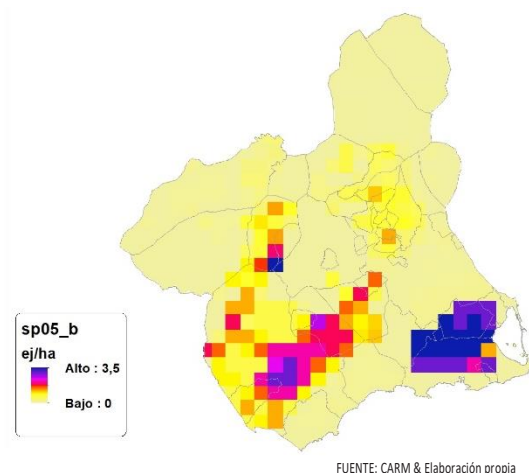 sp05_b
ej/ha
Alto : 3,5
Bajo : 0
FUENTE: CARM & Elaboración propia